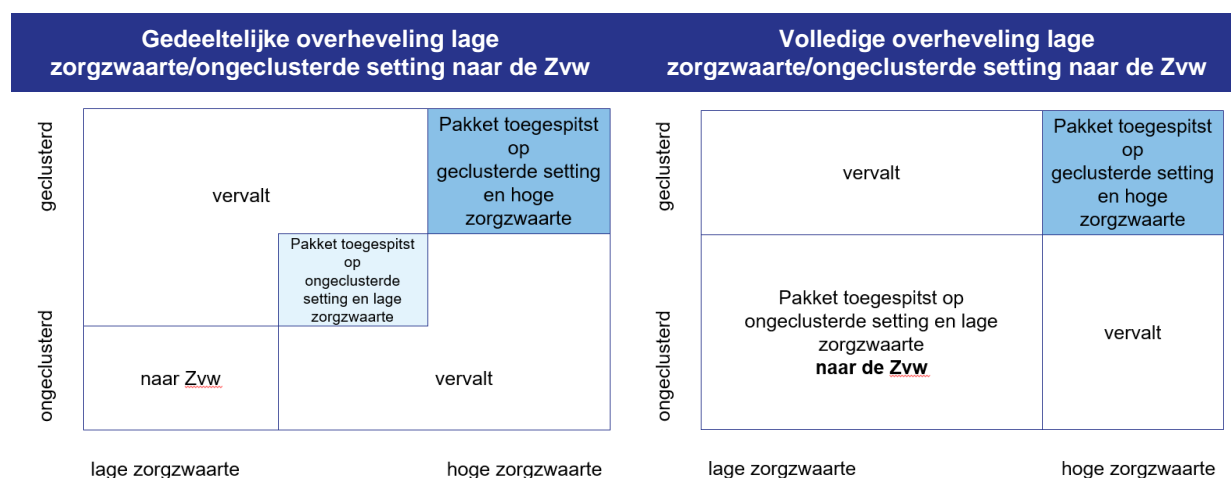 Gedeeltelijke overheveling lage
zorgzwaarte/ongeclusterde setting naar de Zvw
geclusterd
ongeclusterd
vervalt
Pakket toegespitst
op
geclusterde setting
en hoge
zorgzwaarte
Pakket toegespitst
op
ongeclusterde
setting en lage
zorgzwaarte
naar Zvw
vervalt
lage zorgzwaarte
hoge zorgzwaarte
Volledige overheveling lage
zorgzwaarte/ongeclusterde setting naar de Zvw
geclusterd
ongeclusterd
vervalt
Pakket toegespitst
op
geclusterde setting
en hoge
zorgzwaarte
Pakket toegespitst op
ongeclusterde setting en lage
zorgzwaarte
naar de Zvw
vervalt
lage zorgzwaarte
hoge zorgzwaarte